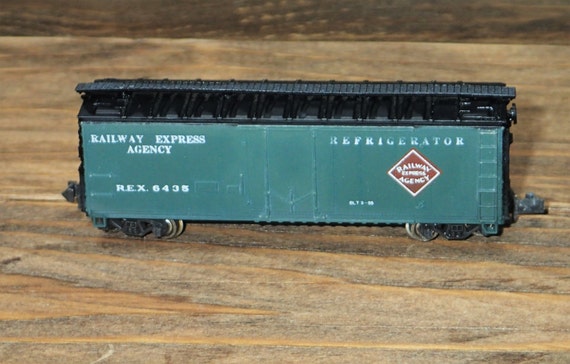 RAILWAY EXPRESS
AGENCY
R.E.X. 6435
REFRIGERATOR
RAILWAY
EXPRESS
AGENCY